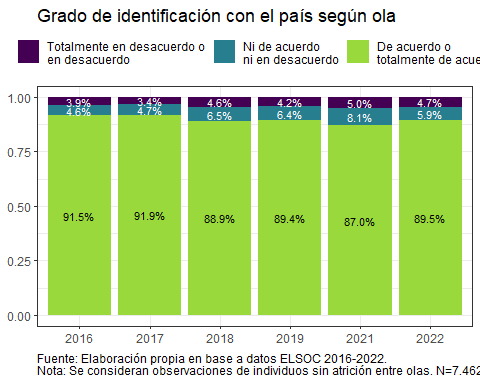 Grado de identificación con el país según ola
Totalmente en desacuerdo o
en desacuerdo
Ni de acuerdo
ni en desacuerdo
De acuerdo o
totalmente de acue
1.00
0.75
0.50
0.25
0.00
3.9% 3.4% 4.6% 4.2% 5.0% 4.7%
4.6% 4.7% 6.5% 6.4% 8.1% 5.9%
91.5% 91.9% 88.9% 89.4% 87.0% 89.5%
2016 2017 2018 2019 2021 2022
Fuente: Elaboración propia en base a datos ELSOC 2016-2022.
Nota: Se consideran observaciones de individuos sin atrición entre olas. N=7.462